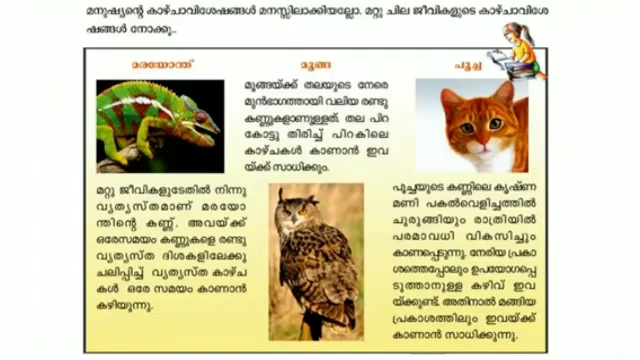 മനുഷ്യന്റെ കാഴ്ചാവിശേഷങ്ങൾ മനസ്സിലാക്കിയല്ലോ. മറ്റു ചില ജീവികളുടെ കാഴ്ചാവിശേ
ഷങ്ങൾ നോക്കൂ..
മരയോന്ത്
മറ്റു ജീവികളുടേതിൽ നിന്നു
വ്യത്യസ്തമാണ് മരയോ
ന്തിന്റെ കണ്ണ്. അവയ്ക്ക്
ഒരേസമയം കണ്ണുകളെ രണ്ടു
വ്യത്യസ്ത ദിശകളിലേക്കു
ചലിപ്പിച്ച് വ്യത്യസ്ത കാഴ്ച
കൾ ഒരേ സമയം കാണാൻ
കഴിയുന്നു.
മൂങ്ങ
മൂങ്ങയ്ക്ക് തലയുടെ നേരെ
മുൻഭാഗത്തായി വലിയ രണ്ടു
കണ്ണുകളാണുള്ളത്. തല പിറ
കോട്ടു തിരിച്ച് പിറകിലെ
കാഴ്ചകൾ കാണാൻ ഇവ
യ്ക്ക് സാധിക്കും.
പൂച്ച
പൂച്ചയുടെ കണ്ണിലെ കൃഷ്ണ
മണി പകൽവെളിച്ചത്തിൽ
ചുരുങ്ങിയും രാത്രിയിൽ
പരമാവധി വികസിച്ചും
കാണപ്പെടുന്നു. നേരിയ പ്രകാ
ശത്തെപ്പോലും ഉപയോഗപ്പെ
ടുത്താനുള്ള കഴിവ് ഇവ
യ്ക്കുണ്ട്. അതിനാൽ മങ്ങിയ
പ്രകാശത്തിലും ഇവയ്ക്ക്
കാണാൻ സാധിക്കുന്നു.